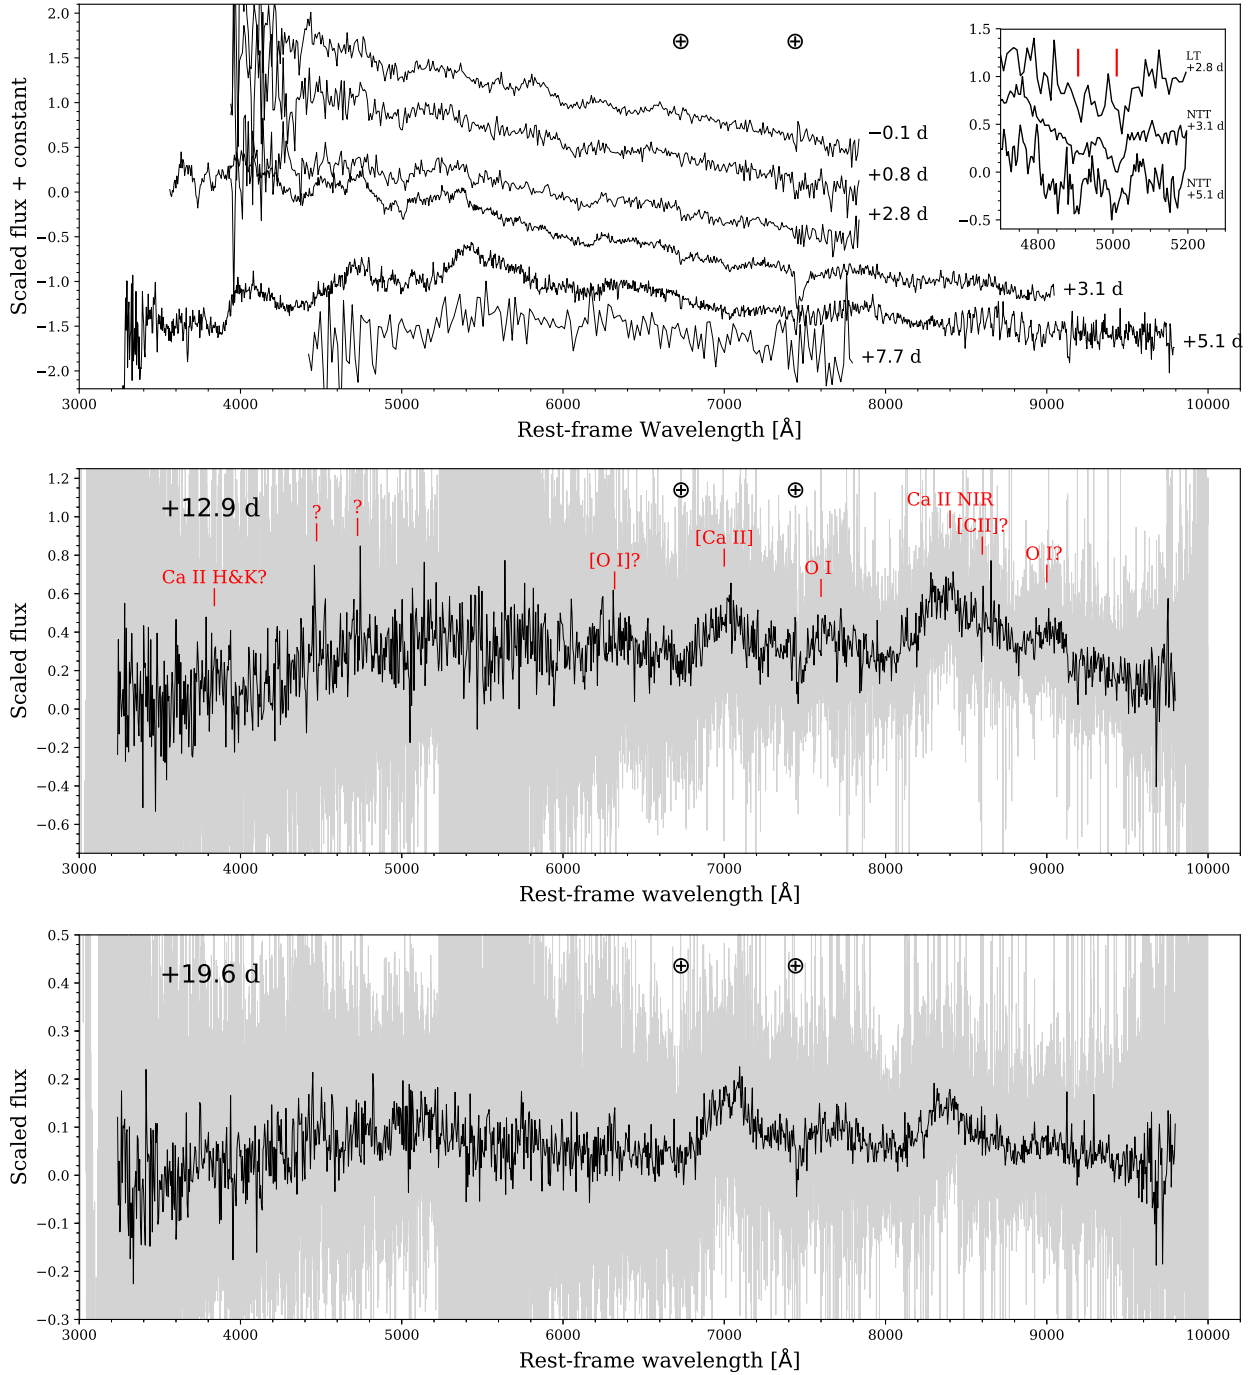 2.0
1.5
1.0
0.5
0.0
−0.5
−1.0
−1.5
−2.0
Scaled flux + constant
⊕ ⊕
−0.1 d
+0.8 d
+2.8 d
+3.1 d
+5.1 d
+7.7 d
1.5
1.0
0.5
0.0
−0.5
LT
+2.8 d
NTT
+3.1 d
NTT
+5.1 d
4800 5000 5200
3000 4000 5000 6000 7000 8000 9000 10000
Rest-frame Wavelength [Å]
1.2
1.0
0.8
0.6
0.4
0.2
0.0
−0.2
−0.4
−0.6
Scaled flux
+12.9 d
⊕ ⊕
Ca II H&K?
?
?
[O I]?
[Ca II]
O I
Ca II NIR
[CII]?
O I?
3000 4000 5000 6000 7000 8000 9000 10000
Rest-frame wavelength [Å]
0.5
0.4
0.3
0.2
0.1
0.0
−0.1
−0.2
−0.3
Scaled flux
+19.6 d
⊕ ⊕
3000 4000 5000 6000 7000 8000 9000 10000
Rest-frame wavelength [Å]